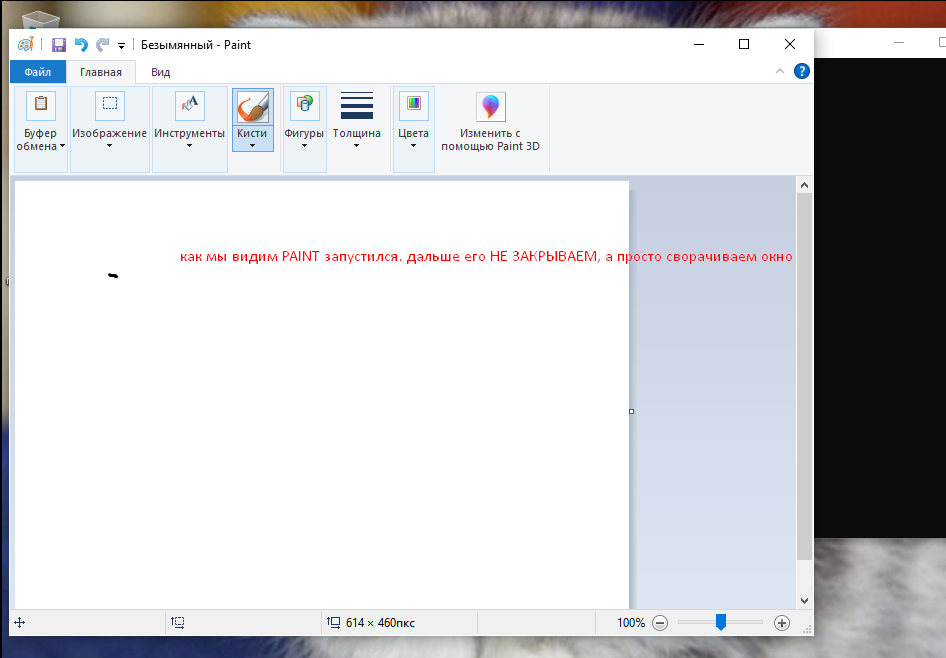 Безымянный - Paint
Файл
Главная
Вид
?
Буфер
обмена
Изображение
Инструменты
Кисти
Фигуры
Толщина
Цвета
Изменить с
помощью Paint 3D
как мы видим PAINT запустился. дальше его НЕ ЗАКРЫВАЕМ, а просто сворачиваем окно
614 × 460пкс
100%